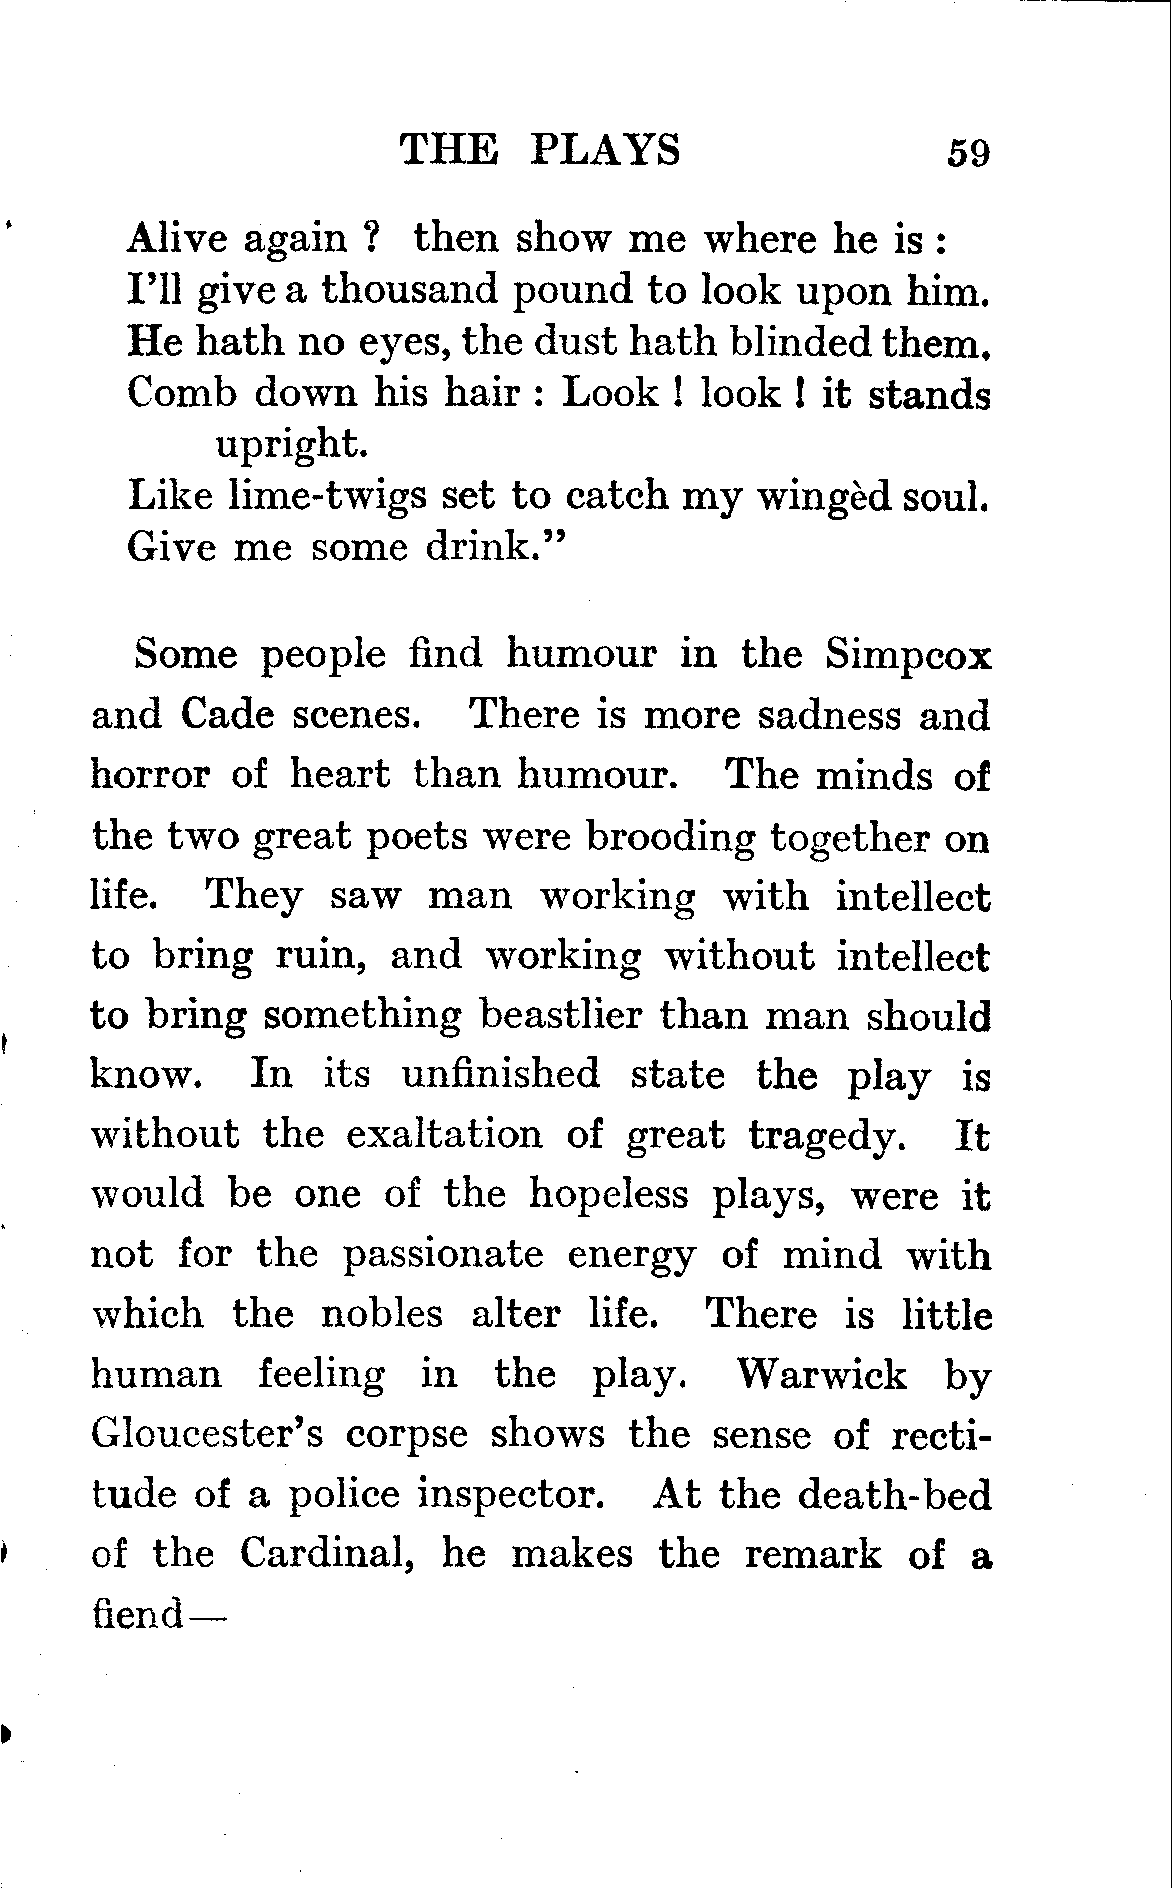 THE PLAYS 59
Alive again ? then show me where he is :
I'll give a thousand pound to look upon him.
He hath no eyes, the dust hath blinded them.
Comb down his hair : Look ! look ! it stands
upright.
Like lime-twigs set to catch my wingèd soul.
Give me some drink.”
Some people find humour in the Simpcox
and Cade scenes. There is more sadness and
horror of heart than humour. The minds of
the two great poets were brooding together on
life. They saw man working with intellect
to bring ruin, and working without intellect
to bring something beastlier than man should
know. In its unfinished state the play is
without the exaltation of great tragedy. It
would be one of the hopeless plays, were it
not for the passionate energy of mind with
which the nobles alter life. There is little
human feeling in the play. Warwick by
Gloucester's corpse shows the sense of recti-
tude of a police inspector. At the death-bed
of the Cardinal, he makes the remark of a
fiend—